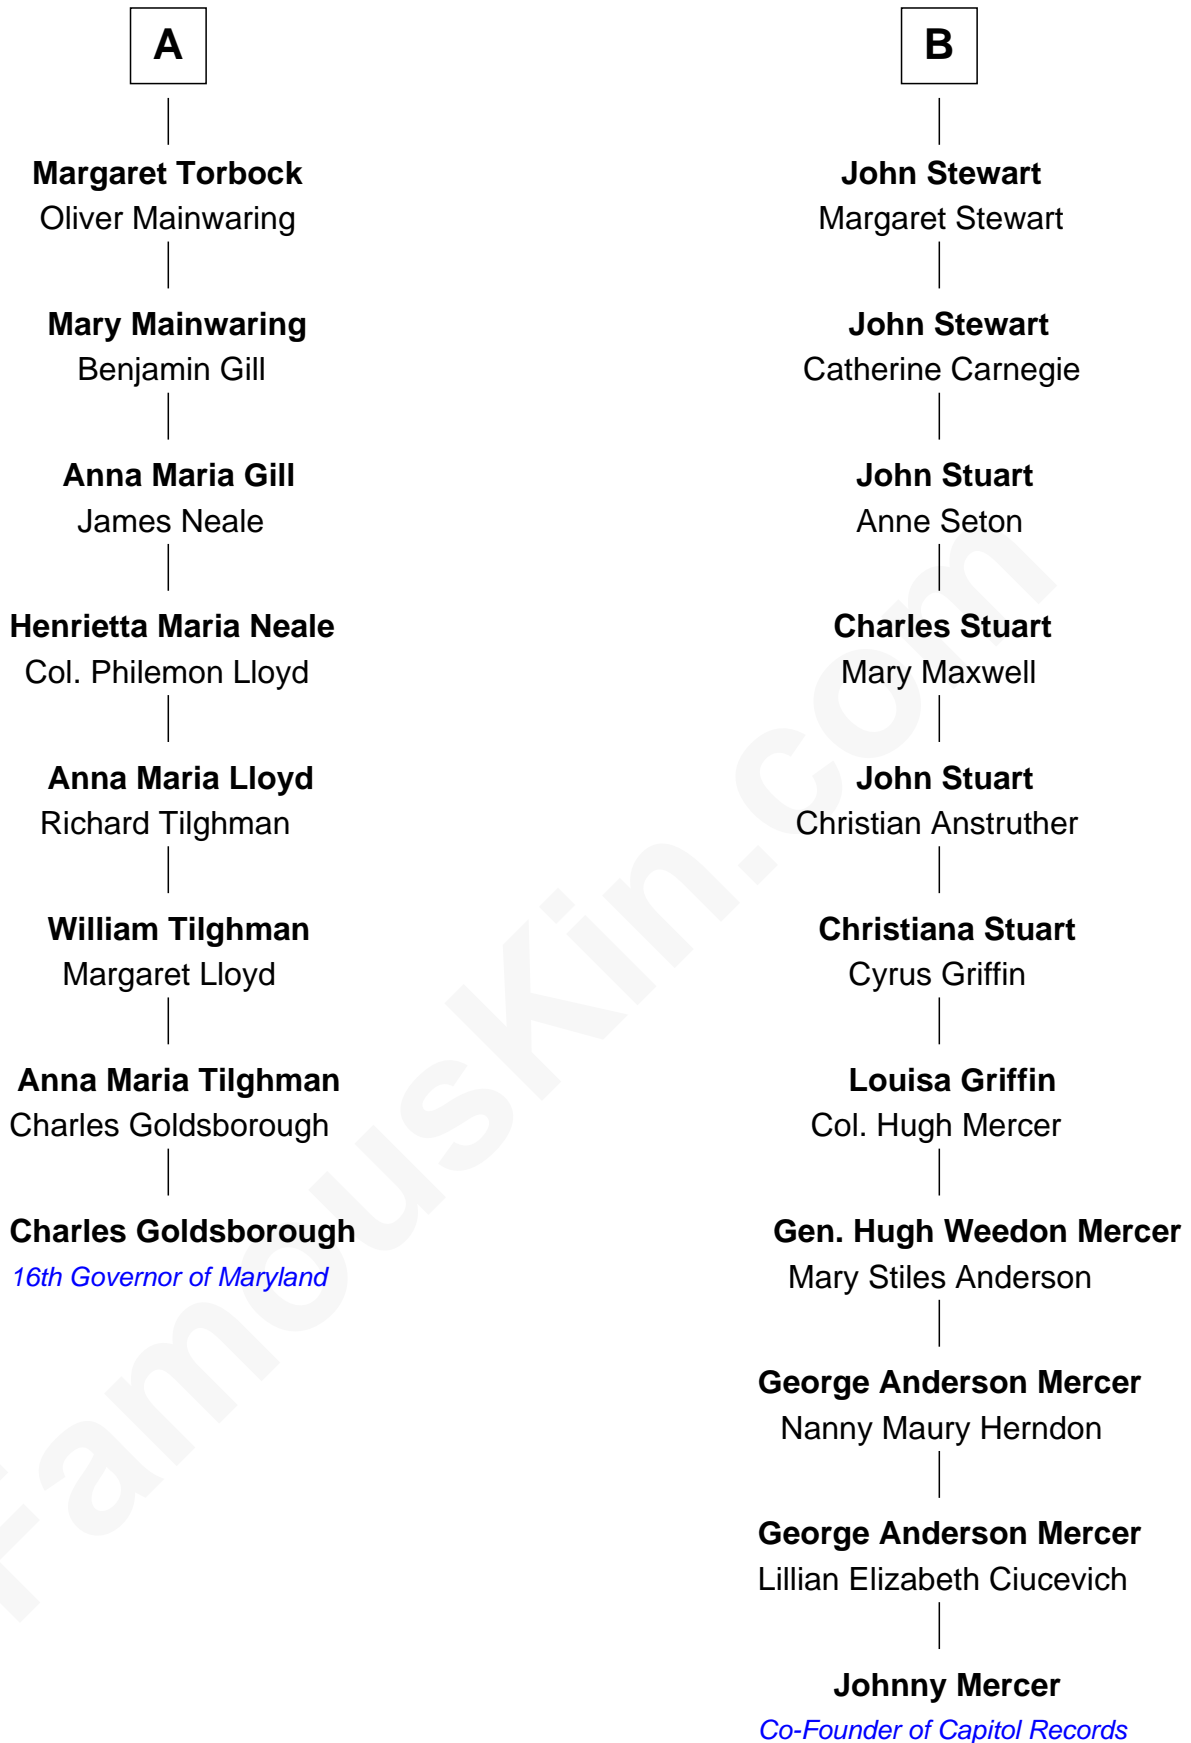 A
Margaret Torbock
Oliver Mainwaring
Mary Mainwaring
Benjamin Gill
Anna Maria Gill
James Neale
Henrietta Maria Neale
Col. Philemon Lloyd
Anna Maria Lloyd
Richard Tilghman
William Tilghman
Margaret Lloyd
Anna Maria Tilghman
Charles Goldsborough
Charles Goldsborough
16th Governor of Maryland
B
John Stewart
Margaret Stewart
John Stewart
Catherine Carnegie
John Stuart
Anne Seton
Charles Stuart
Mary Maxwell
John Stuart
Christian Anstruther
Christiana Stuart
Cyrus Griffin
Louisa Griffin
Col. Hugh Mercer
Gen. Hugh Weedon Mercer
Mary Stiles Anderson
George Anderson Mercer
Nanny Maury Herndon
George Anderson Mercer
Lillian Elizabeth Ciucevich
Johnny Mercer
Co-Founder of Capitol Records
FamousKin.com